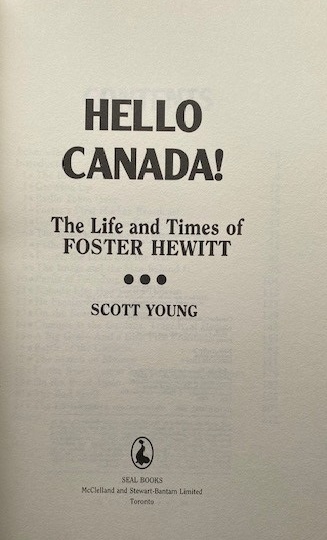 HELLO
CANADA!
The Life and Times of
FOSTER HEWITT
SCOTT YOUNG
SEAL BOOKS
McClelland and Stewart-Bantam Limited
Toronto